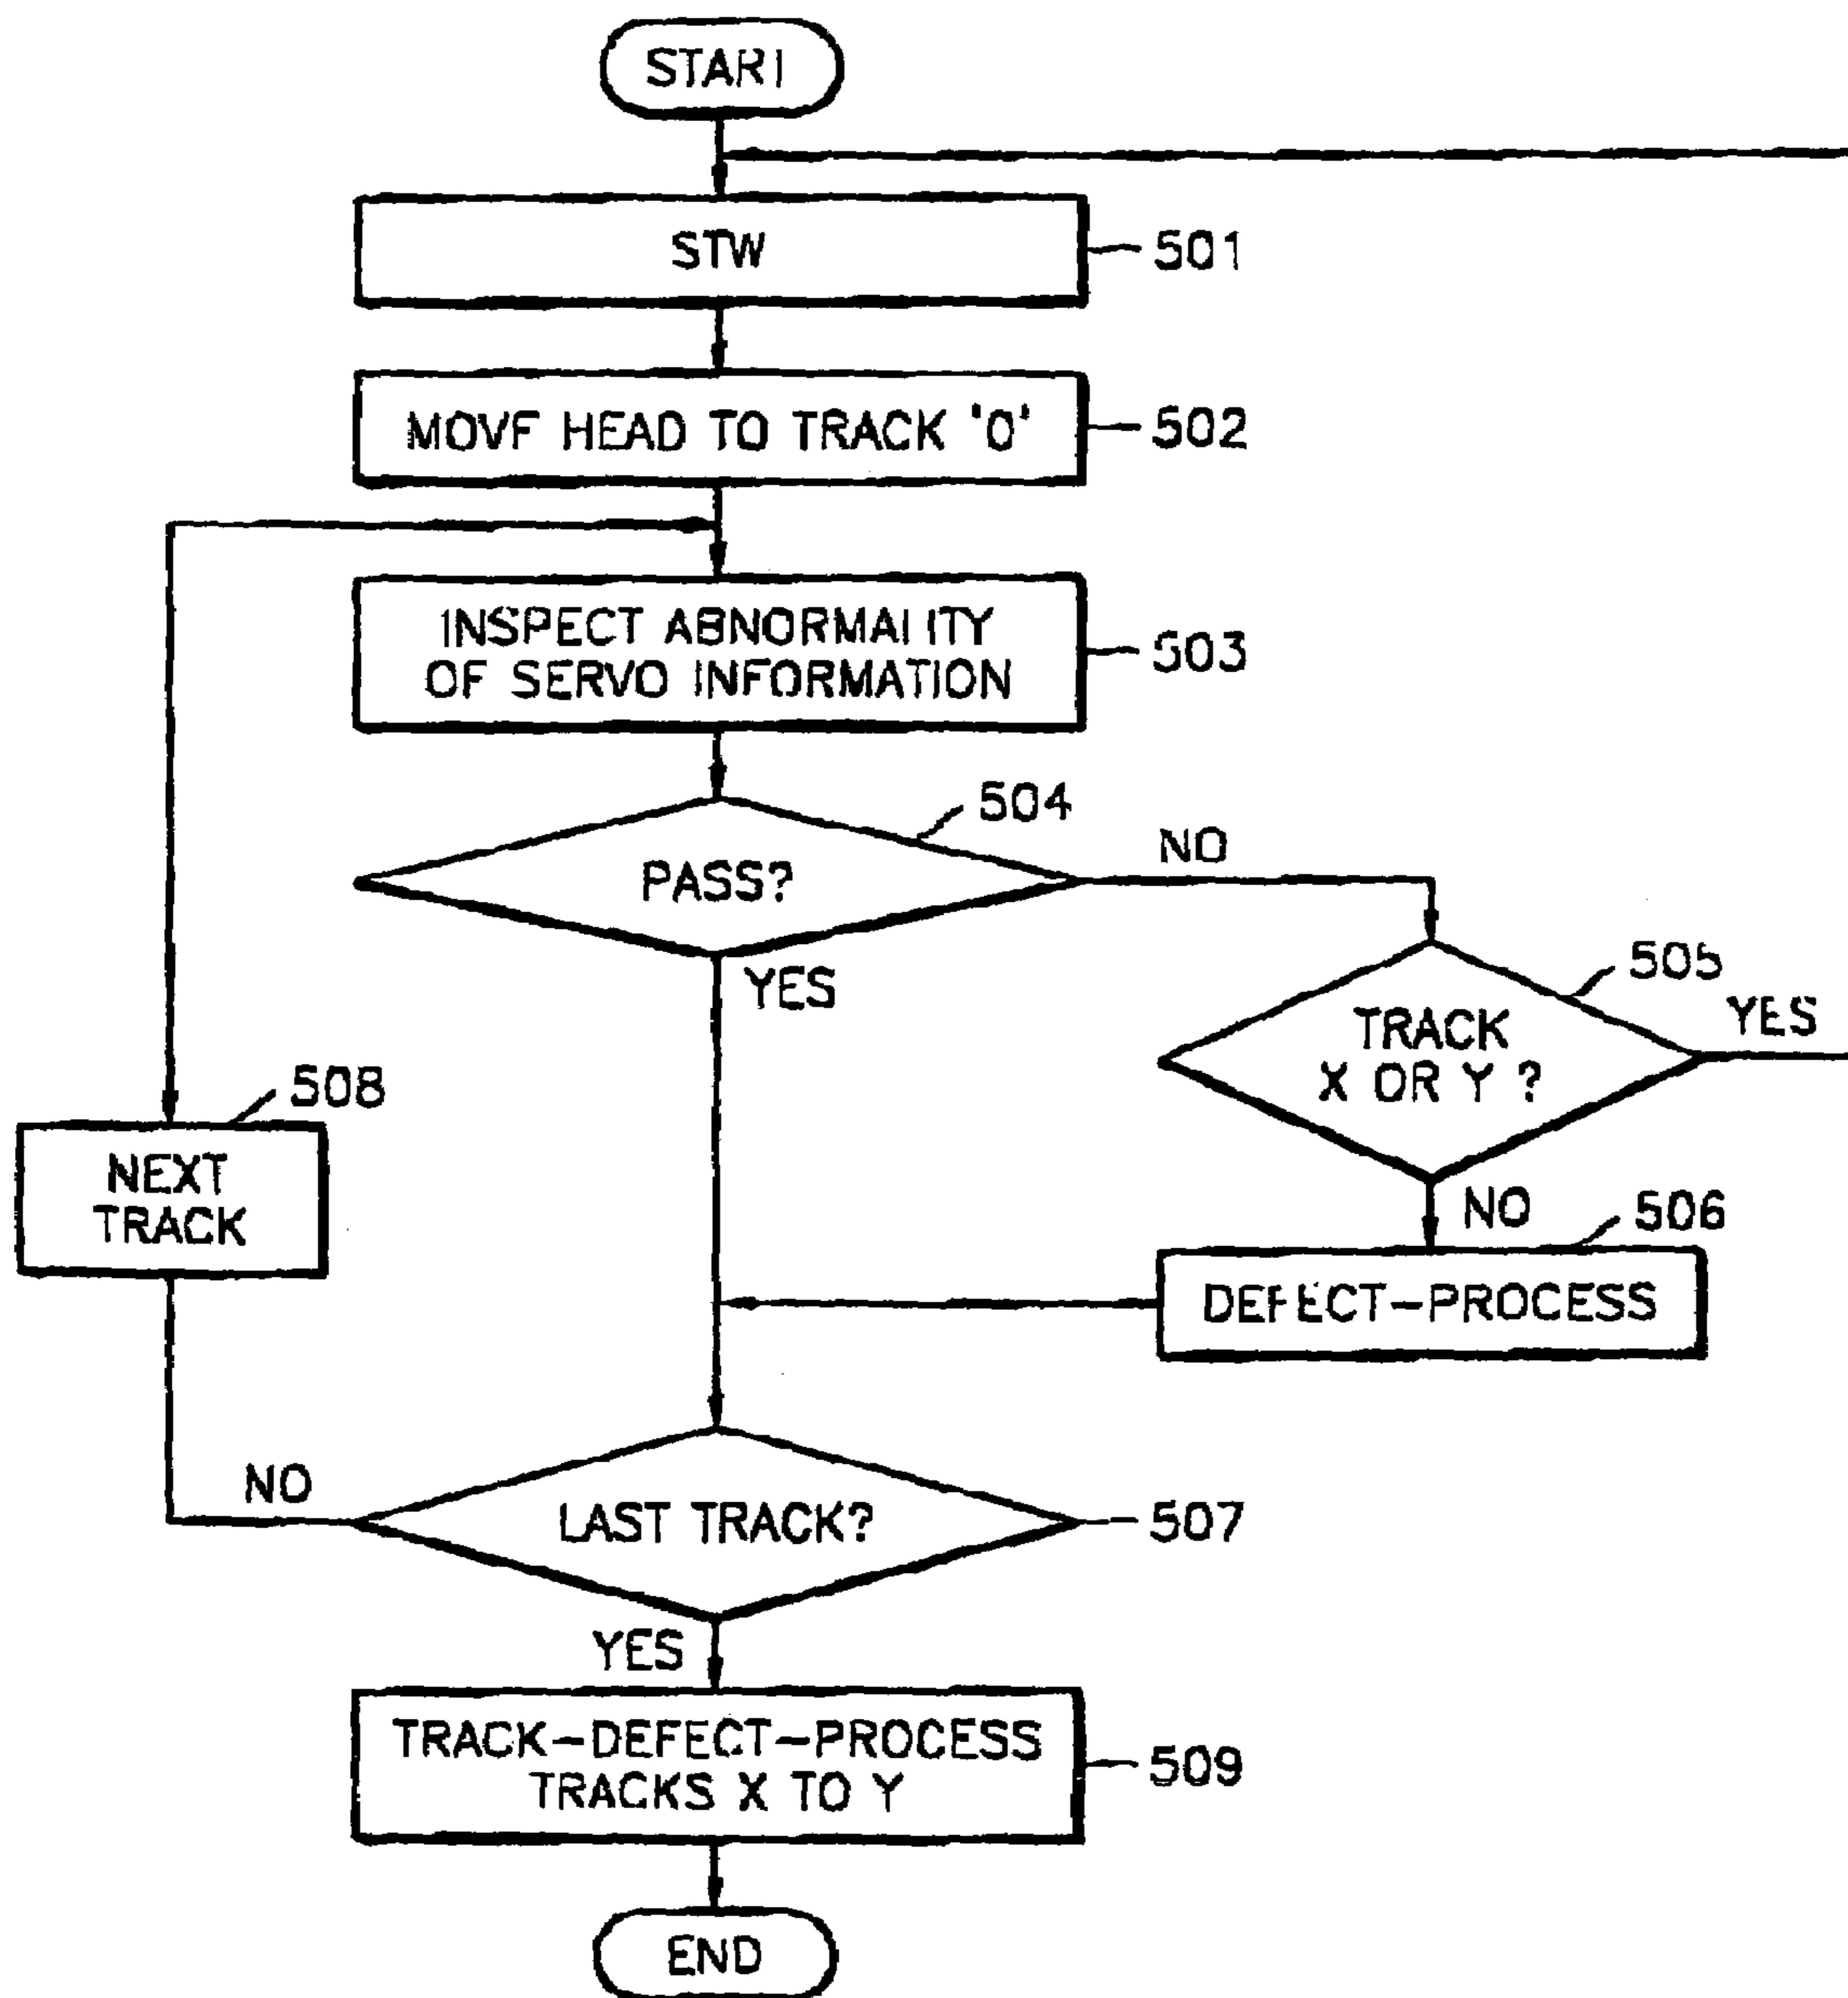 START
STW
501
MOVE HEAD TO TRACK '0'
502
INSPECT ABNORMALITY
OF SERVO INFORMATION
503
504
PASS?
NO
YES
505
TRACK
X OR Y ?
YES
NO
508
NEXT
TRACK
506
DEFECT-PROCESS
NO
LAST TRACK?
507
YES
TRACK-DEFECT-PROCESS
TRACKS X TO Y
509
END